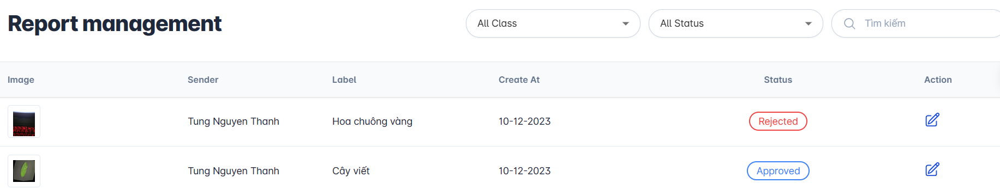 Report management
All Class
All Status
Tìm kiếm
Image Sender Label Create At Status Action
Tung Nguyen Thanh Hoa chuông vàng 10-12-2023 Rejected
Tung Nguyen Thanh Cây viết 10-12-2023 Approved